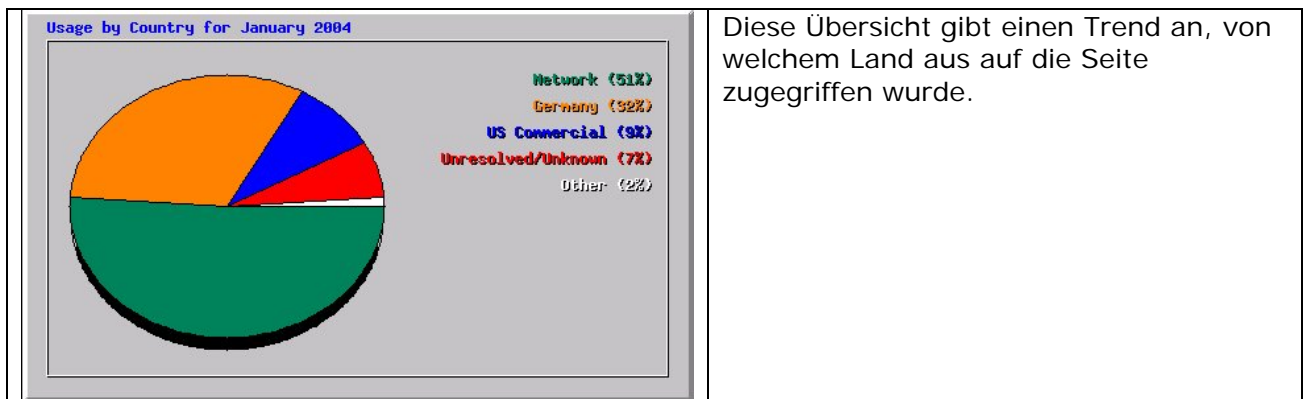 Usage by Country for January 2004
Network (51%)
Germany (32%)
US Commercial (9%)
Unresolved/Unknown (7%)
Other (2%)
Diese Übersicht gibt einen Trend an, von
welchem Land aus auf die Seite
zugegriffen wurde.